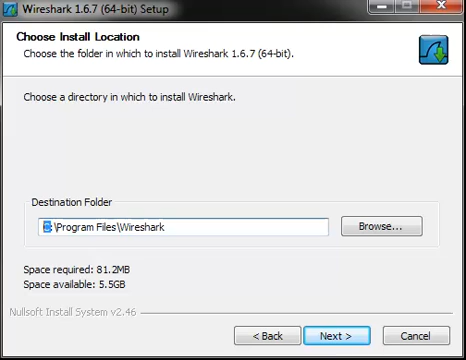 Wireshark 1.6.7 (64-bit) Setup
Choose Install Location
Choose the folder in which to install Wireshark 1.6.7 (64-bit).
Choose a directory in which to install Wireshark.
Destination Folder
\Program Files\Wireshark
Browse...
Space required: 81.2MB
Space available: 5.5GB
Nullsoft Install System v2.46
< Back
Next >
Cancel